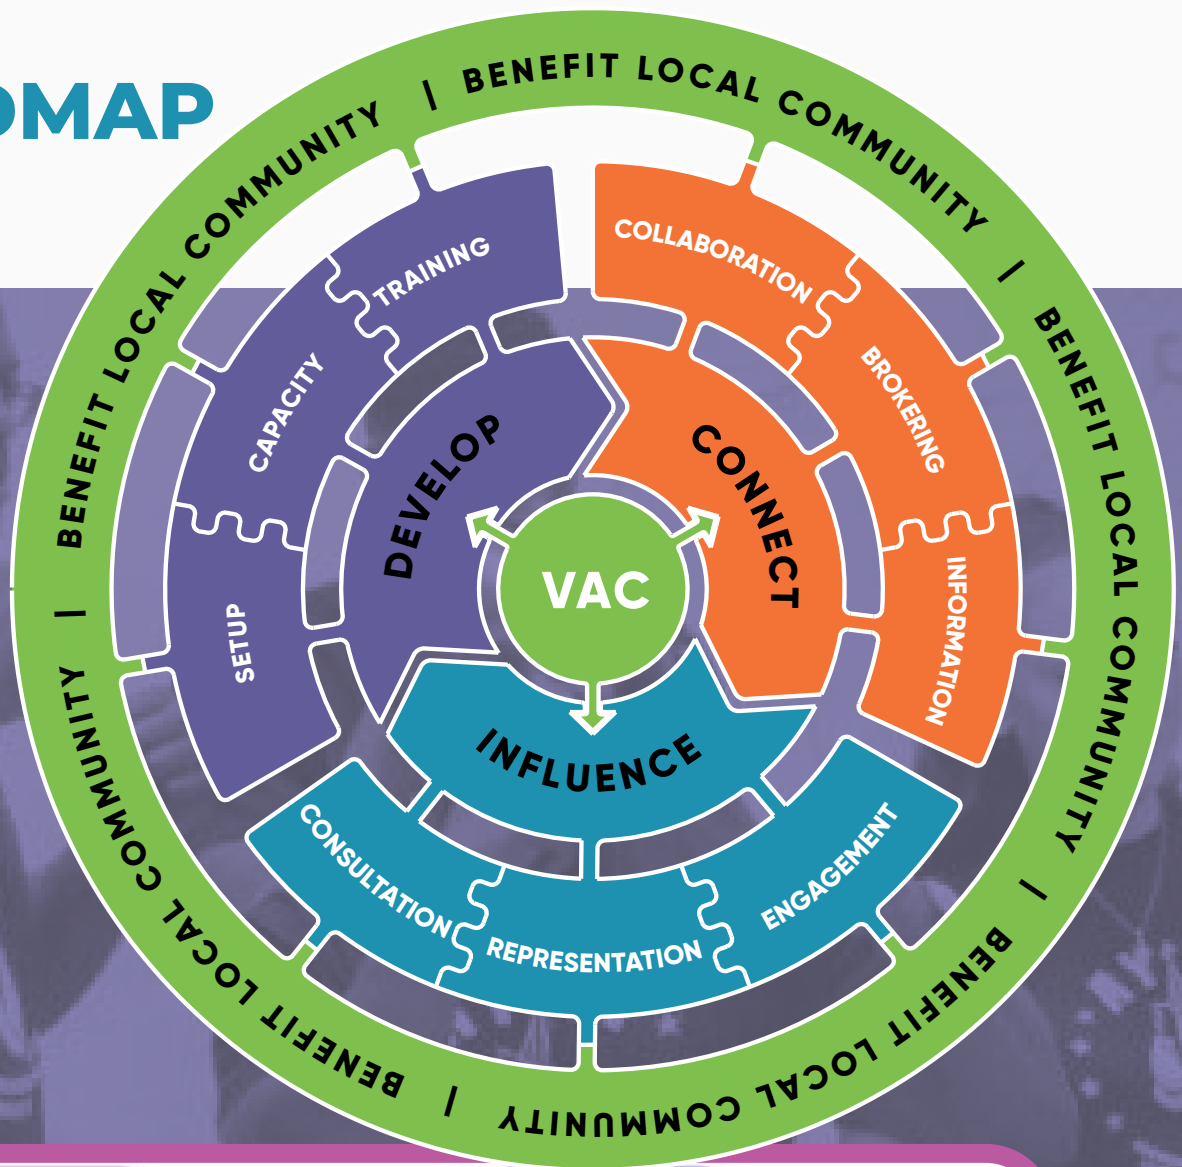 DMAP
| BENEFIT LOCAL COMMUNITY
| BENEFIT LOCAL COMMUNITY
| BENEFIT LOCAL COMMUNITY
| BENEFIT LOCAL COMMUNITY
| BENEFIT LOCAL COMMUNITY
TRAINING
CAPACITY
SETUP
DEVELOP
COLLABORATION
BROKERING
INFORMATION
CONNECT
VAC
INFLUENCE
CONSULTATION
REPRESENTATION
ENGAGEMENT